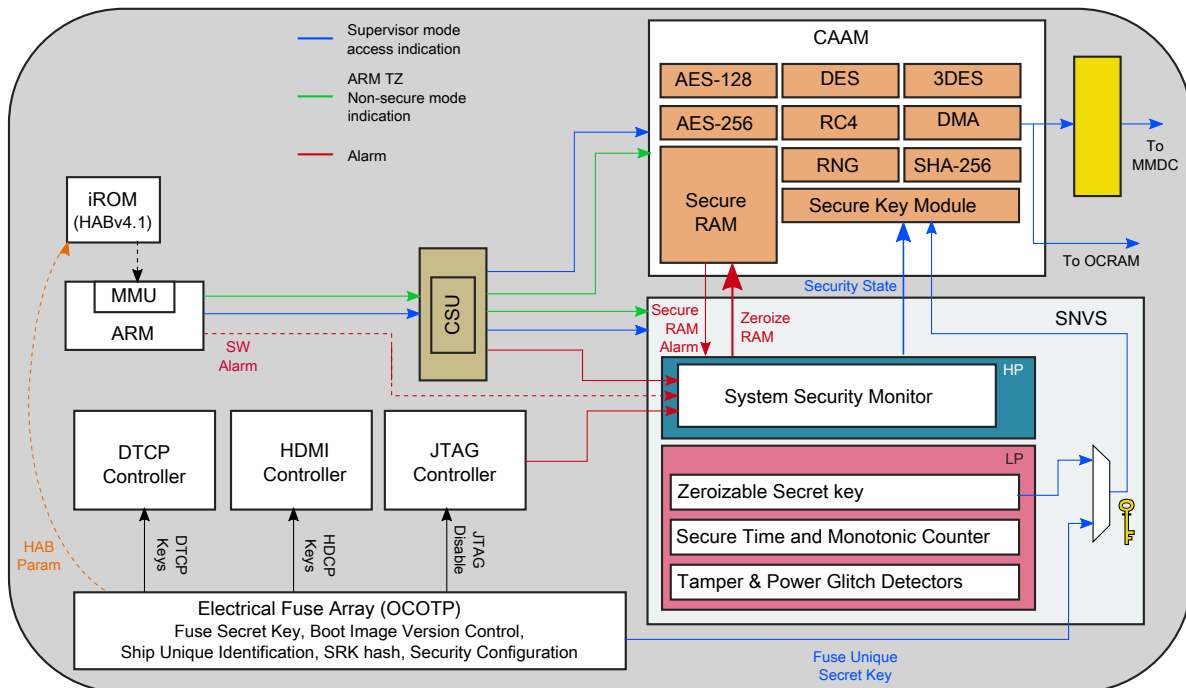 Supervisor mode
access indication
ARM TZ
Non-secure mode
indication
Alarm
CAAM
AES-128
DES
3DES
AES-256
RC4
DMA
RNG
SHA-256
Secure
RAM
Secure Key Module
To
MMDC
To OCRAM
iROM
(HABv4.1)
MMU
ARM
CSU
SW
Alarm
Security State
Secure
RAM
Alarm
Zeroize
RAM
SNVS
HP
System Security Monitor
LP
Zeroizable Secret key
Secure Time and Monotonic Counter
Tamper & Power Glitch Detectors
DTCP
Controller
HDMI
Controller
JTAG
Controller
HAB
Param
DTCP
Keys
HDCP
Keys
JTAG
Disable
Electrical Fuse Array (OCOTP)
Fuse Secret Key, Boot Image Version Control,
Ship Unique Identification, SRK hash, Security Configuration
Fuse Unique
Secret Key